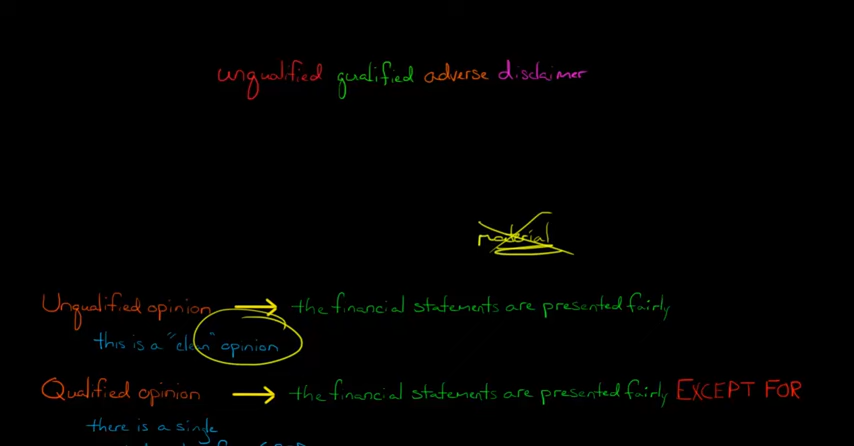 unqualified qualified adverse disclaimer
material
Unqualified opinion → the financial statements are presented fairly
this is a "clean" opinion
Qualified opinion → the financial statements are presented fairly EXCEPT FOR
there is a single